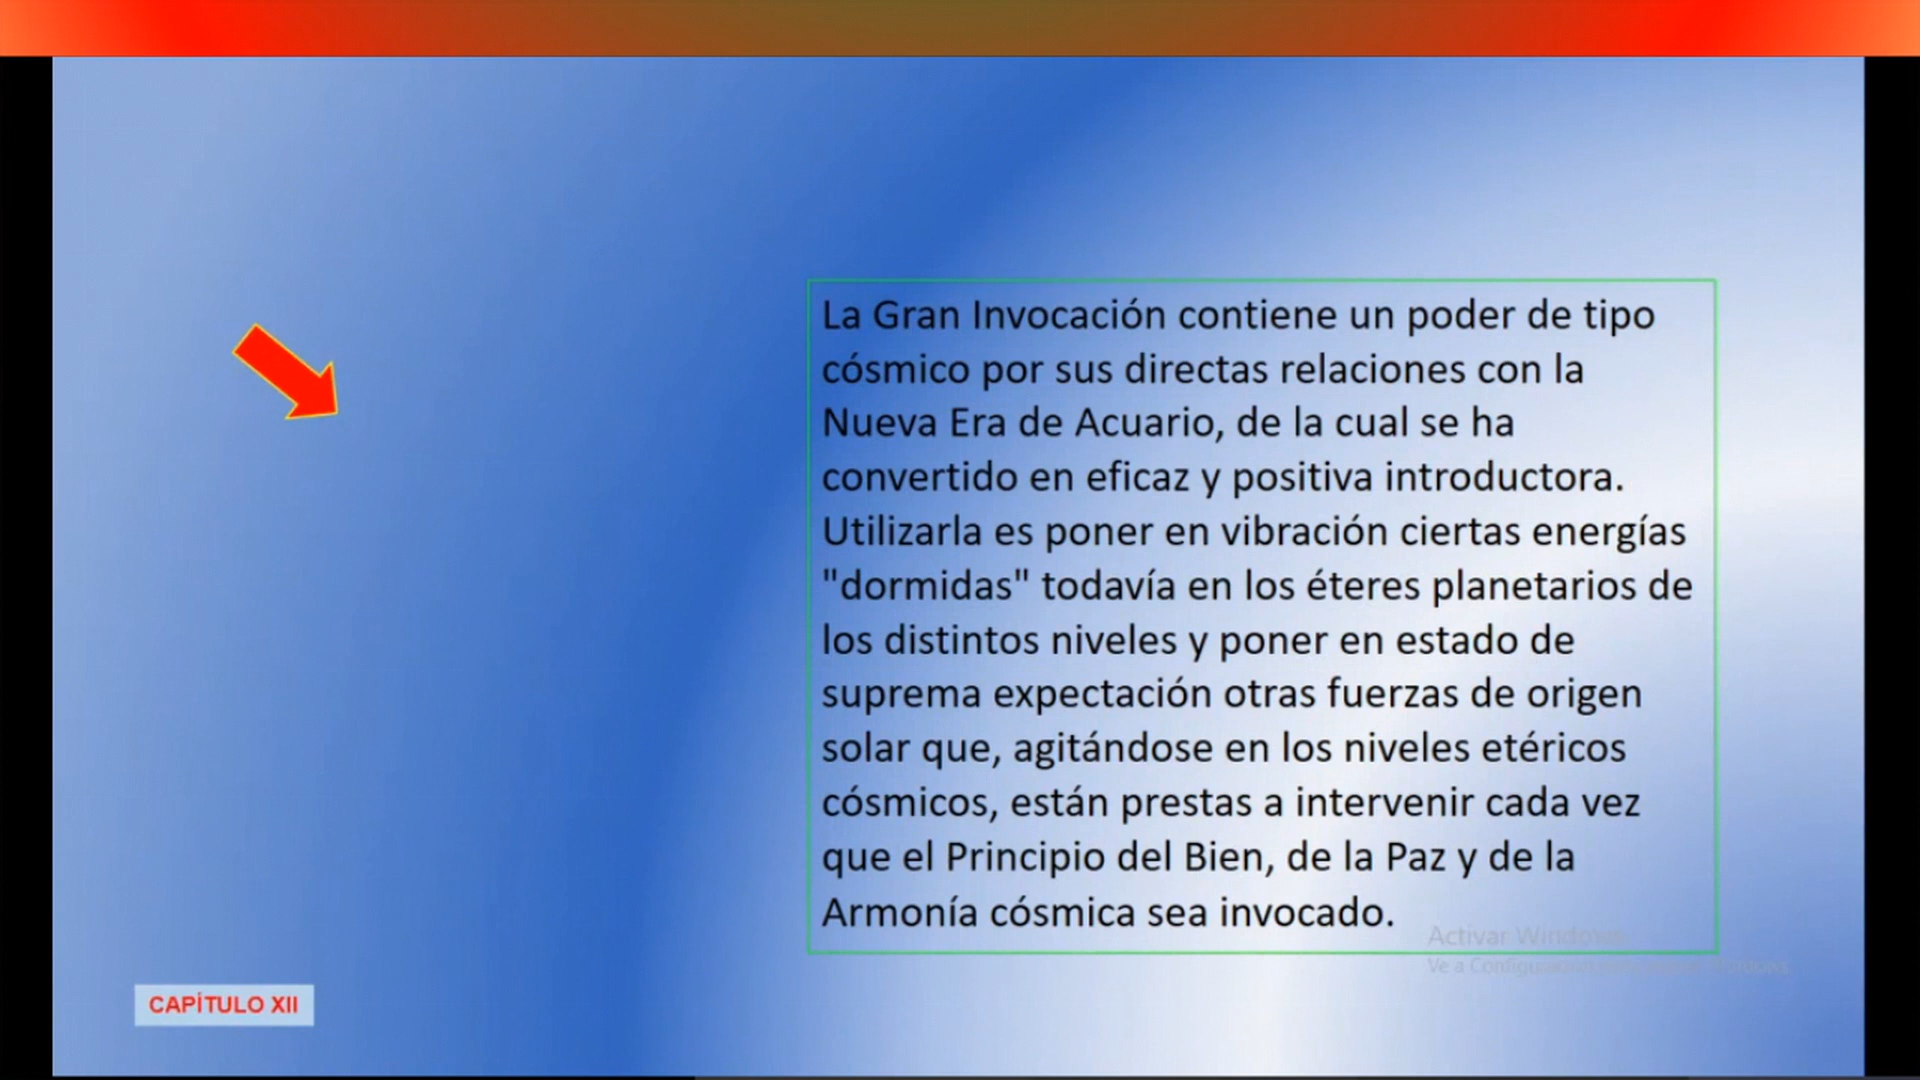 La Gran Invocación contiene un poder de tipo
cósmico por sus directas relaciones con la
Nueva Era de Acuario, de la cual se ha
convertido en eficaz y positiva introductora.
Utilizarla es poner en vibración ciertas energías
"dormidas" todavía en los éteres planetarios de
los distintos niveles y poner en estado de
suprema expectación otras fuerzas de origen
solar que, agitándose en los niveles etéricos
cósmicos, están prestas a intervenir cada vez
que el Principio del Bien, de la Paz y de la
Armonía cósmica sea invocado.
Activar Windows
Ve a Configuración Windows
CAPÍTULO XII